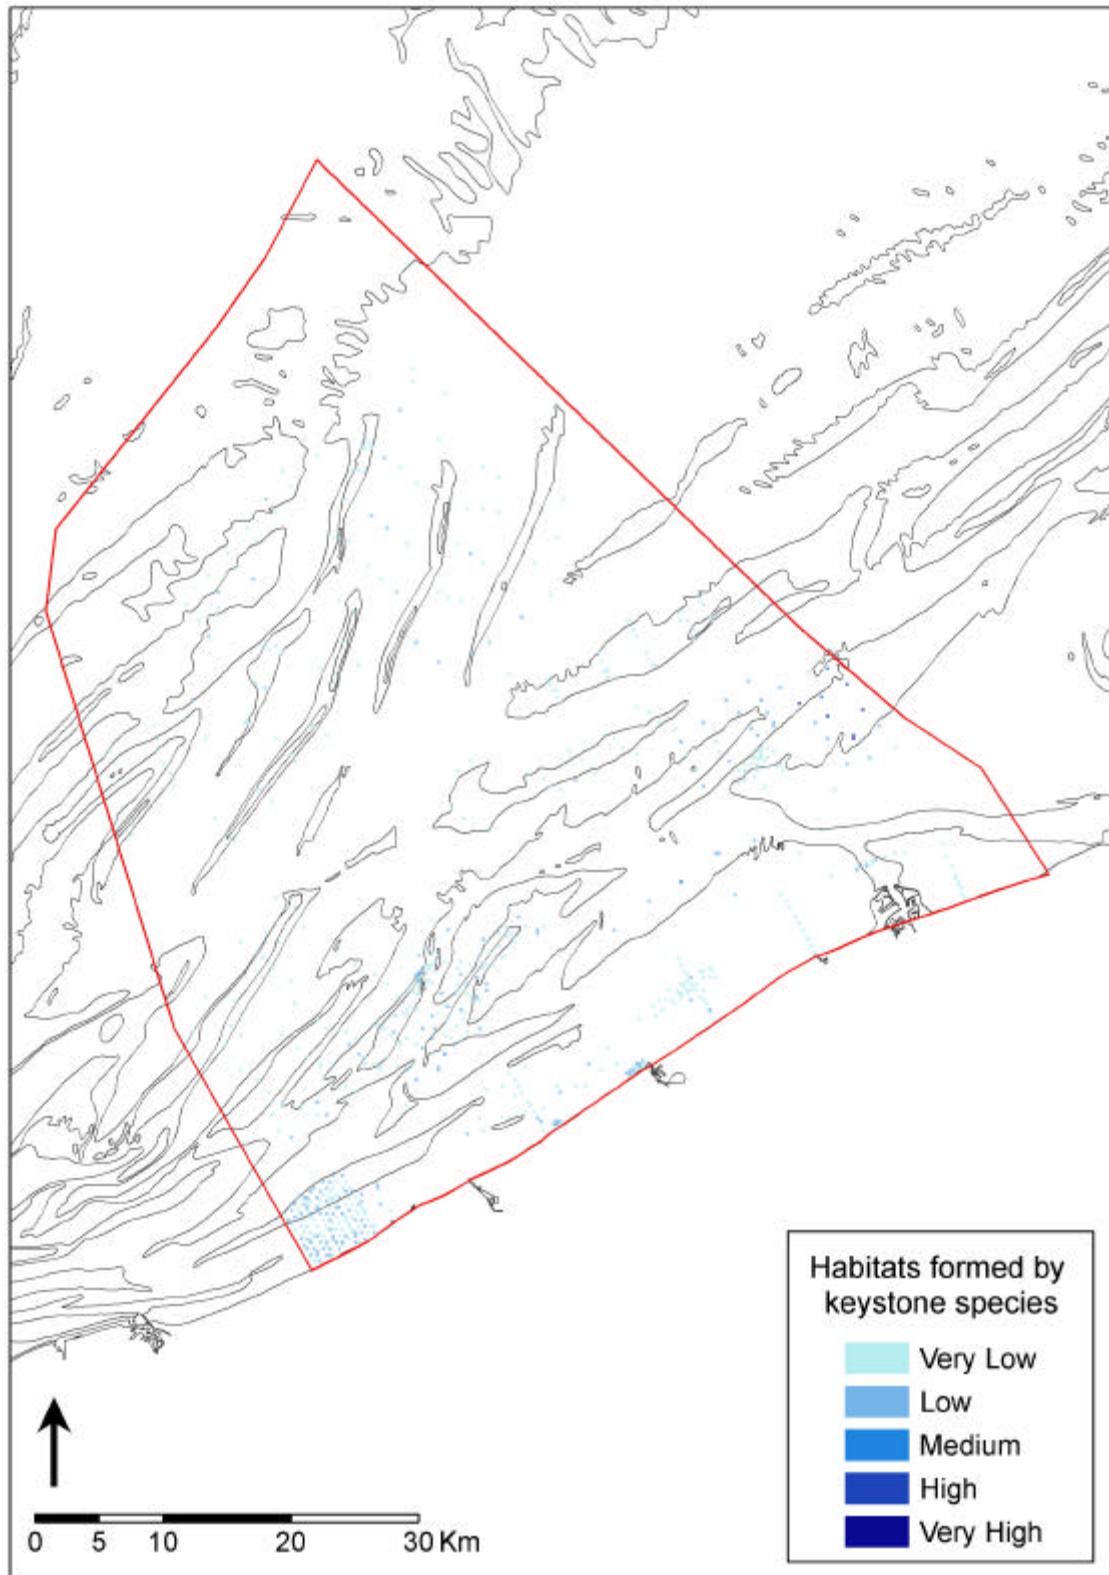 Habitats formed by
keystone species
Very Low
Low
Medium
High
Very High
0 5 10 20 30 Km